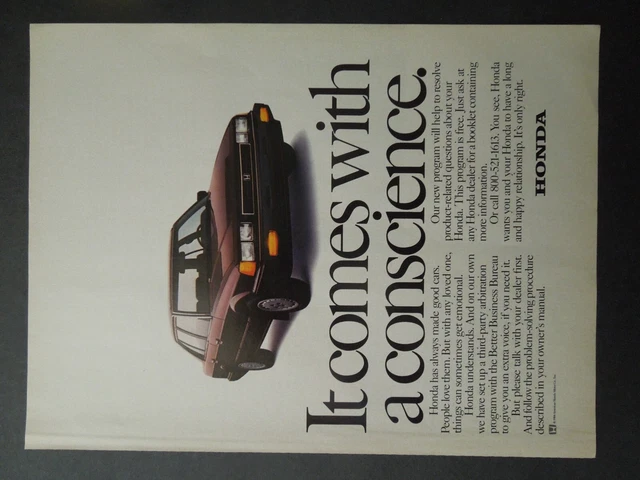 It comes with
a conscience.
Honda has always made good cars.
People love them. But with any loved one,
things can sometimes get emotional.
Honda understands. And on our own
we have set up a third-party arbitration
program with the Better Business Bureau
to give you an extra voice, if you need it.
But please talk with your dealer first.
And follow the problem-solving procedure
described in your owner's manual.
Our new program will help to resolve
product-related questions about your
Honda. This program is free. Just ask at
any Honda dealer for a booklet containing
more information.
Or call 800-521-1613. You see, Honda
wants you and your Honda to have a long
and happy relationship. It's only right.
HONDA